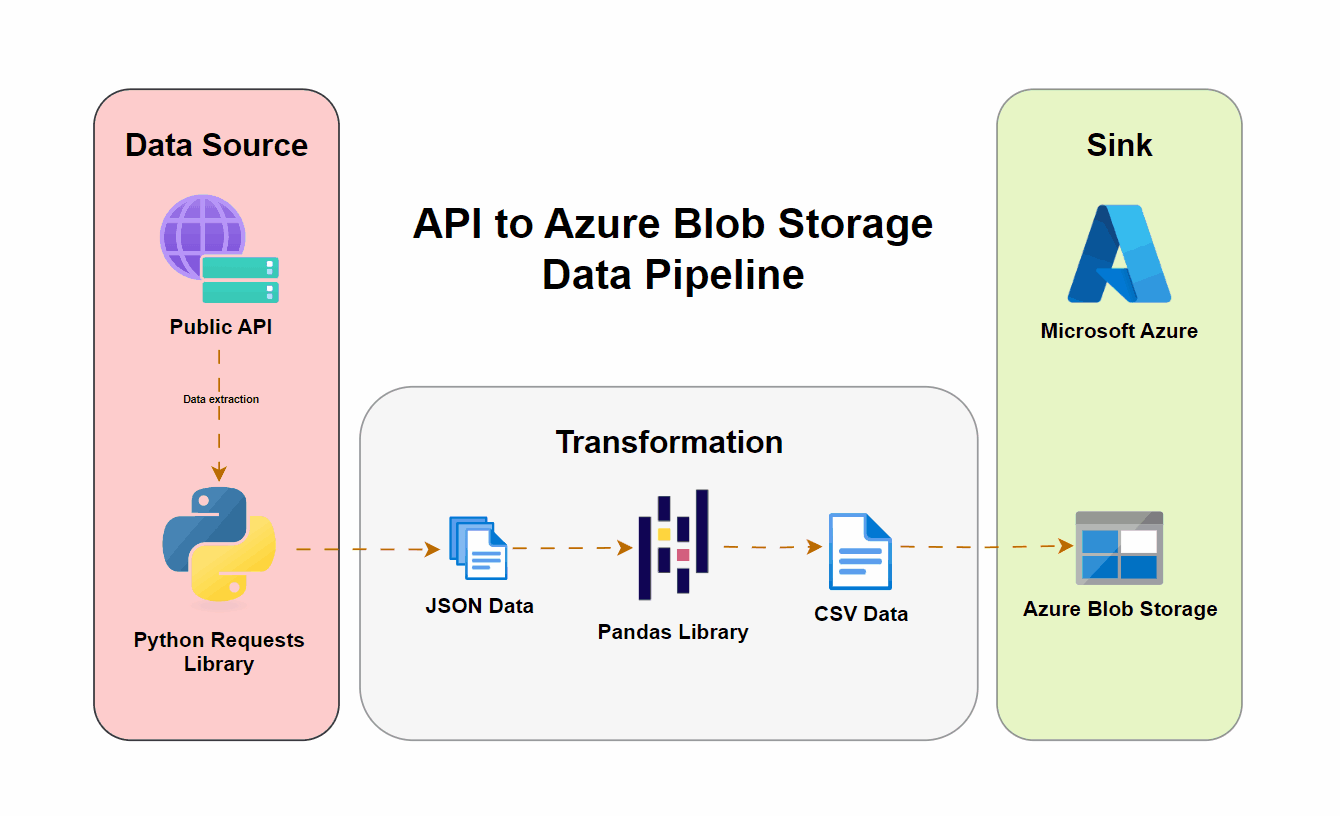 Data Source
Public API
Data extraction
Python Requests
Library
API to Azure Blob Storage
Data Pipeline
Transformation
JSON Data
Pandas Library
CSV Data
Sink
Microsoft Azure
Azure Blob Storage